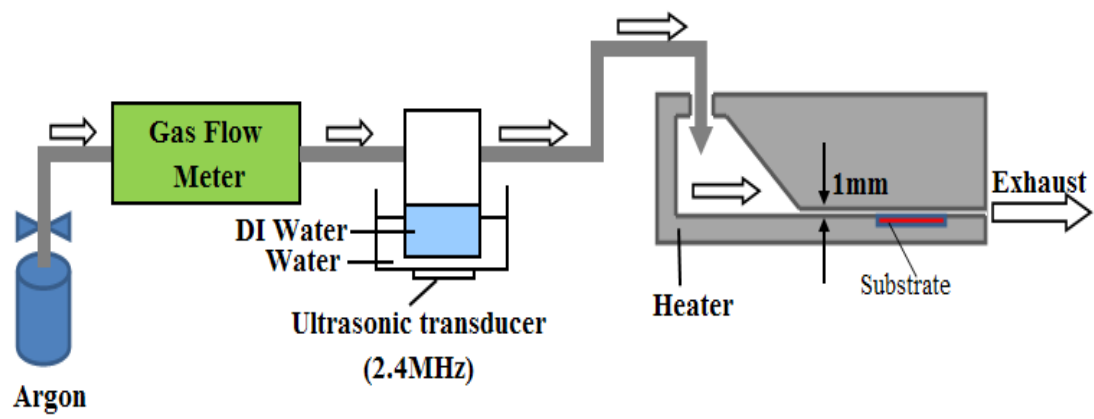 Gas Flow
Meter
1mm
Exhaust
DI Water
Water
Substrate
Heater
Ultrasonic transducer
(2.4MHz)
Argon